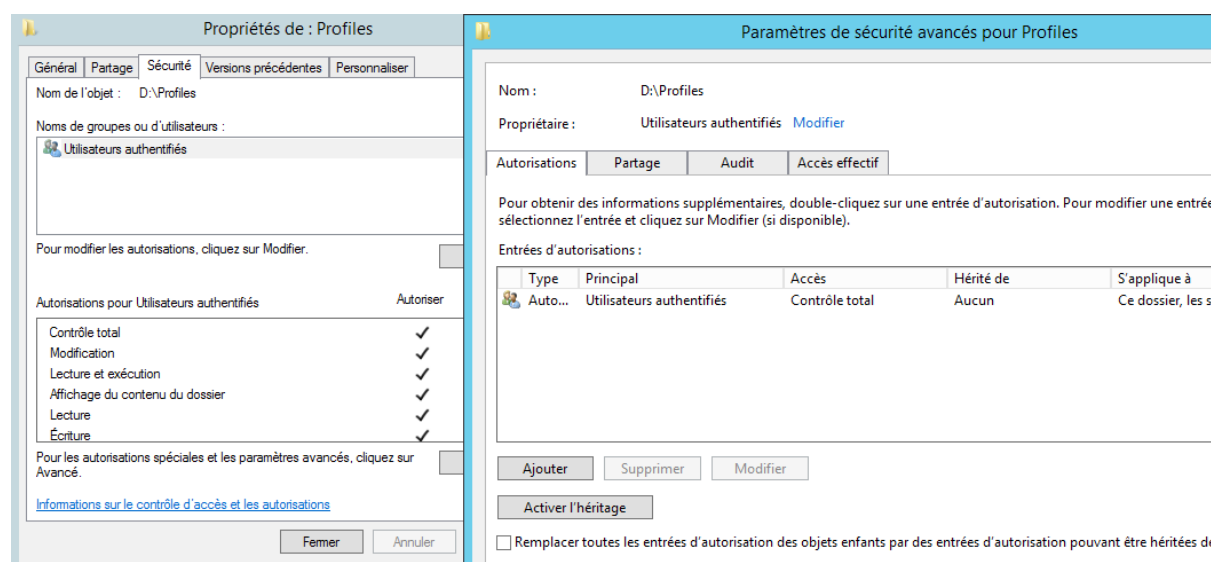 Propriétés de : Profiles
Général Partage Sécurité Versions précédentes Personnaliser
Nom de l'objet : D:\Profiles
Noms de groupes ou d'utilisateurs :
Utilisateurs authentifiés
Pour modifier les autorisations, cliquez sur Modifier.
Autorisations pour Utilisateurs authentifiés Autoriser
Contrôle total
Modification
Lecture et exécution
Affichage du contenu du dossier
Lecture
Écriture
Pour les autorisations spéciales et les paramètres avancés, cliquez sur
Avancé.
Informations sur le contrôle d'accès et les autorisations
Fermer Annuler
Paramètres de sécurité avancés pour Profiles
Nom : D:\Profiles
Propriétaire : Utilisateurs authentifiés Modifier
Autorisations Partage Audit Accès effectif
Pour obtenir des informations supplémentaires, double-cliquez sur une entrée d'autorisation. Pour modifier une entrée
sélectionnez l'entrée et cliquez sur Modifier (si disponible).
Entrées d'autorisations :
Type Principal Accès Hérité de S'applique à
Auto... Utilisateurs authentifiés Contrôle total Aucun Ce dossier, les s
Ajouter Supprimer Modifier
Activer l'héritage
Remplacer toutes les entrées d'autorisation des objets enfants par des entrées d'autorisation pouvant être héritées de